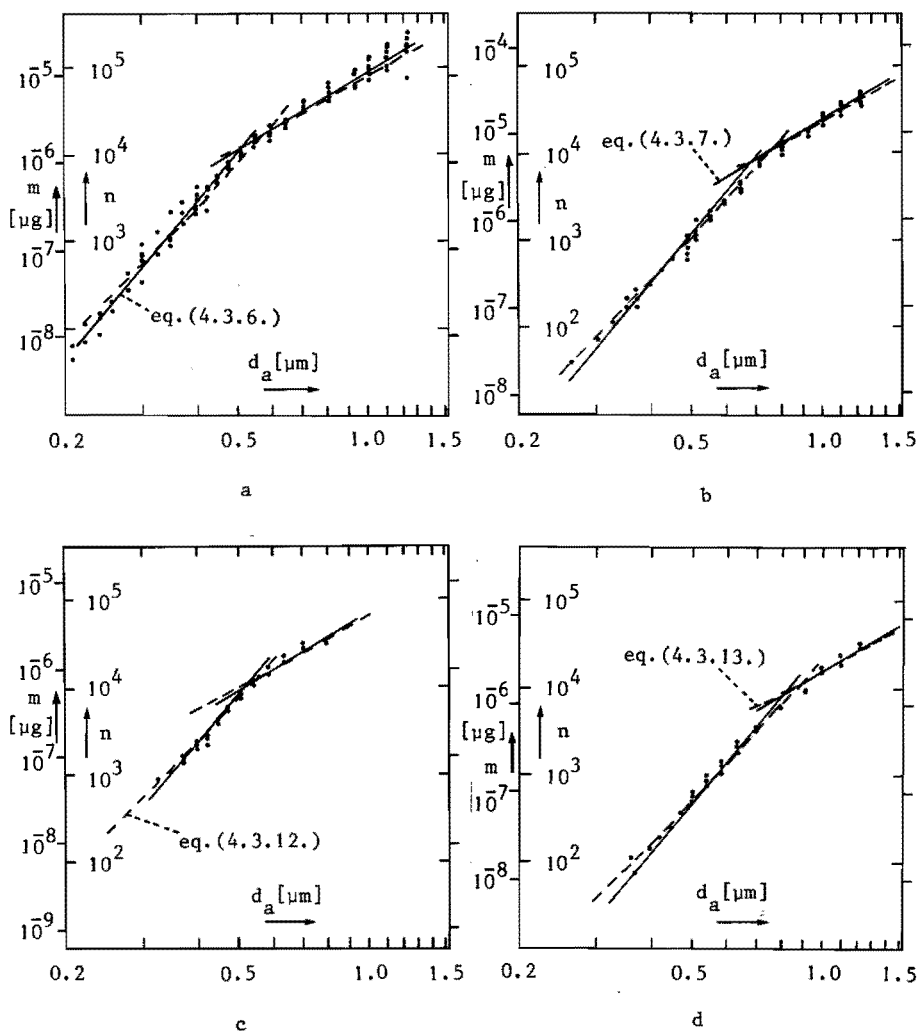 10⁻⁵
10⁻⁶
10⁻⁷
10⁻⁸
m
[µg]
10⁵
10⁴
n
10³
eq.(4.3.6.)
d_a[µm]
0.2 0.5 1.0 1.5
a
10⁻⁴
10⁻⁵
10⁻⁶
10⁻⁷
10⁻⁸
m
[µg]
10⁵
10⁴
n
10³
10²
eq.(4.3.7.)
d_a[µm]
0.2 0.5 1.0 1.5
b
10⁻⁵
10⁻⁶
10⁻⁷
10⁻⁸
10⁻⁹
m
[µg]
10⁵
10⁴
n
10³
10²
eq.(4.3.12.)
d_a[µm]
0.2 0.5 1.0 1.5
c
10⁻⁵
10⁻⁶
10⁻⁷
10⁻⁸
[µg]
m
10⁵
10⁴
n
10³
10²
eq.(4.3.13.)
d_a[µm]
0.2 0.5 1.0 1.5
d